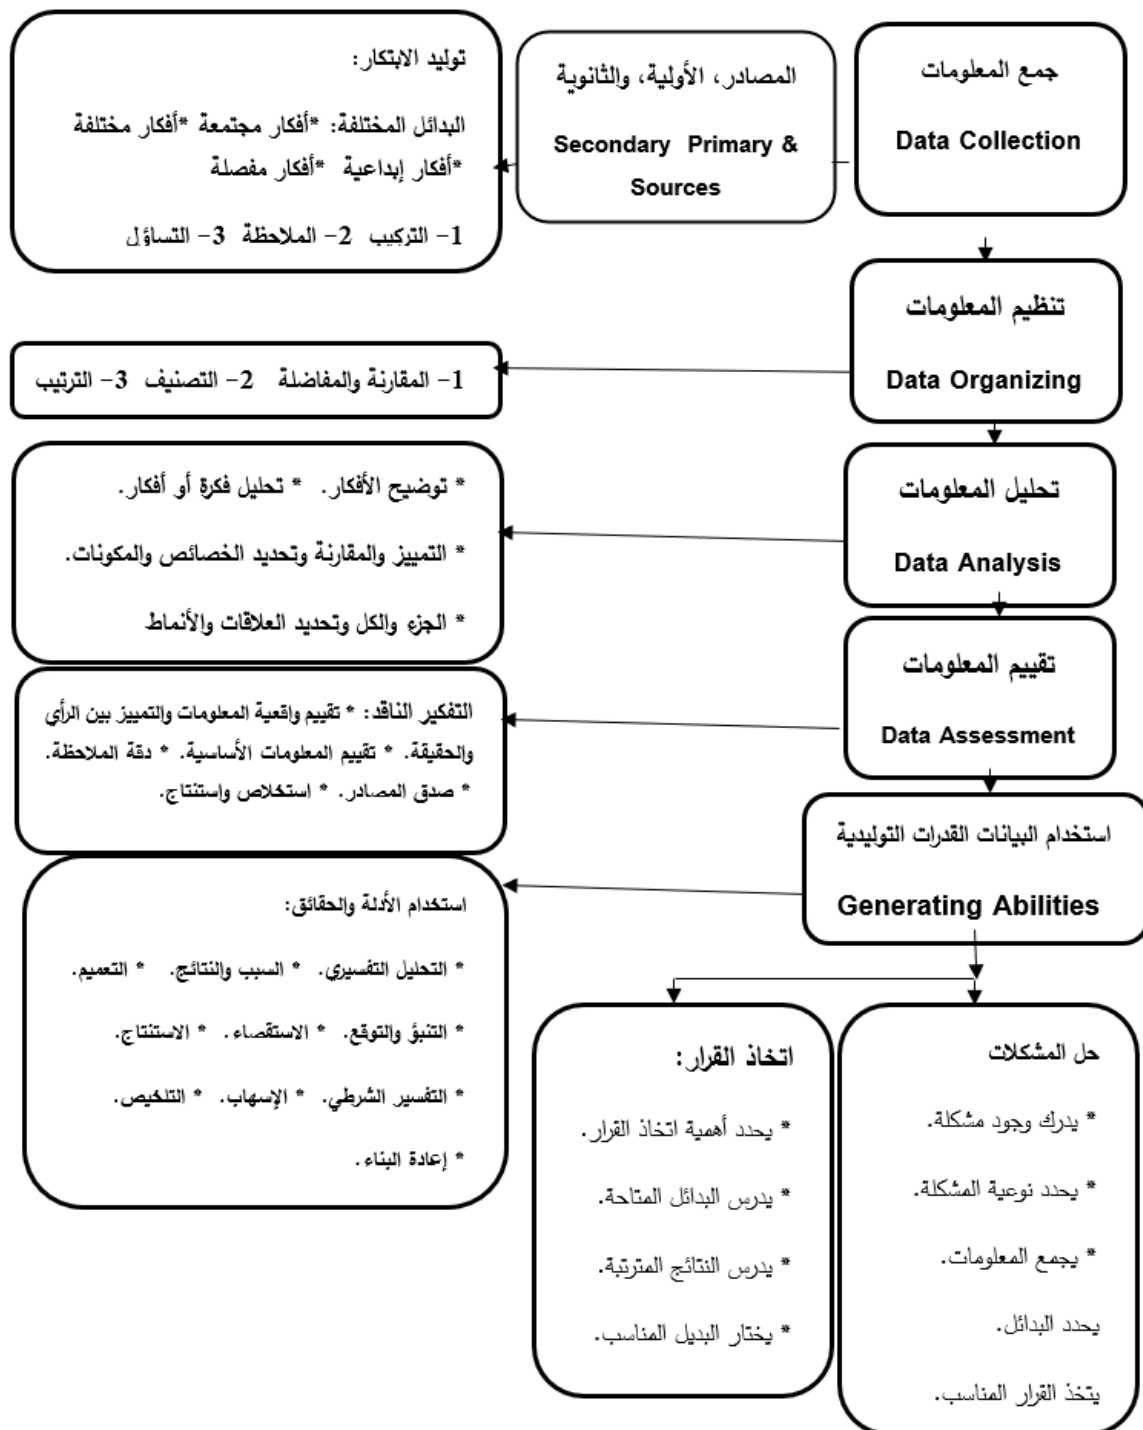 جمع المعلومات
Data Collection
المصادر، الأولية، والثانوية
Secondary Primary &
Sources
توليد الابتكار:
البدائل المختلفة: *أفكار مجتمعة *أفكار مختلفة
*أفكار إبداعية *أفكار مفصلة
1- التركيب 2- الملاحظة 3- التساؤل
تنظيم المعلومات
Data Organizing
1- المقارنة والمفاضلة 2- التصنيف 3- الترتيب
تحليل المعلومات
Data Analysis
* توضيح الأفكار. * تحليل فكرة أو أفكار.
* التمييز والمقارنة وتحديد الخصائص والمكونات.
* الجزء والكل وتحديد العلاقات والأنماط
تقييم المعلومات
Data Assessment
التفكير الناقد: * تقييم واقعية المعلومات والتمييز بين الرأي
والحقيقة. * تقييم المعلومات الأساسية. * دقة الملاحظة.
* صدق المصادر. * استخلاص واستنتاج.
استخدام البيانات القدرات التوليدية
Generating Abilities
استخدام الأدلة والحقائق:
* التحليل التفسيري. * السبب والنتائج. * التعميم.
* التنبؤ والتوقع. * الاستقصاء. * الاستنتاج.
* التفسير الشرطي. * الإسهاب. * التلخيص.
* إعادة البناء.
حل المشكلات
* يدرك وجود مشكلة.
* يحدد نوعية المشكلة.
* يجمع المعلومات.
يحدد البدائل.
يتخذ القرار المناسب.
اتخاذ القرار:
* يحدد أهمية اتخاذ القرار.
* يدرس البدائل المتاحة.
* يدرس النتائج المترتبة.
* يختار البديل المناسب.